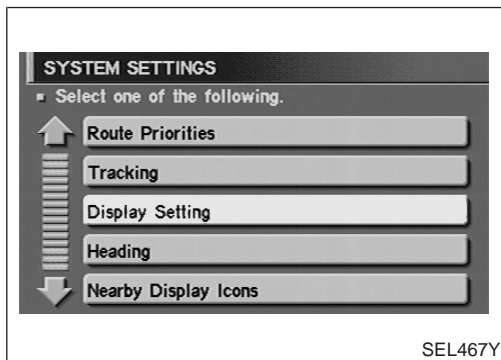 SYSTEM SETTINGS
Select one of the following.
Route Priorities
Tracking
Display Setting
Heading
Nearby Display Icons
SEL467Y